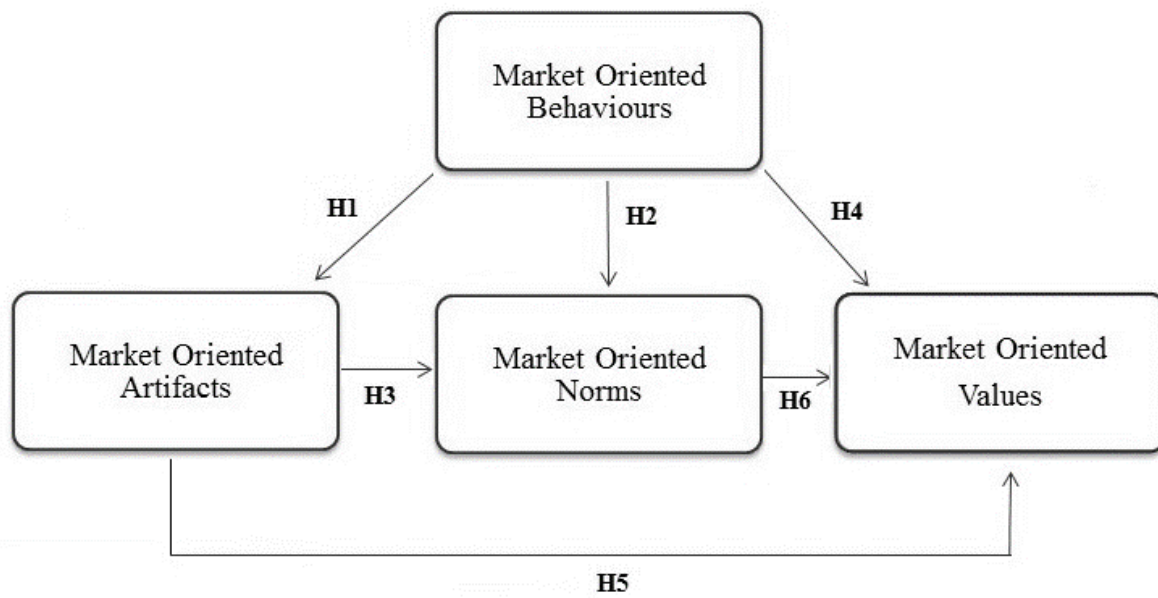 Market Oriented
Behaviours
H1
H2
H4
Market Oriented
Artifacts
H3
Market Oriented
Norms
H6
Market Oriented
Values
H5